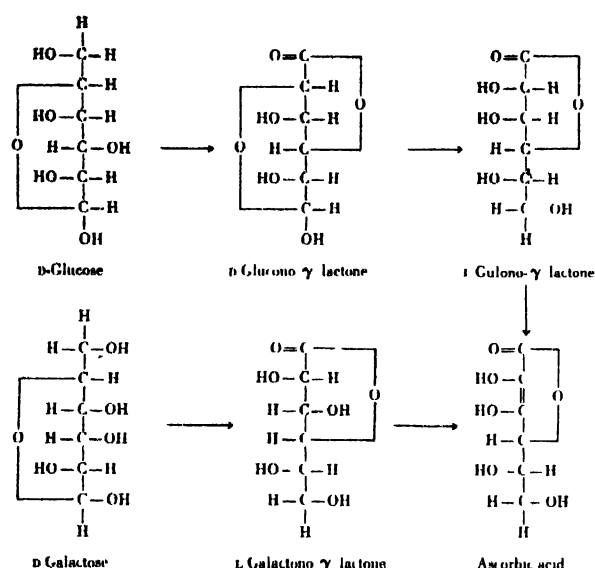 H
HO–C–H
C–H
HO–C–H
O H–C–OH
HO–C–H
C–H
OH
D-Glucose
O=C
C–H
O
HO–C–H
O H–C
HO–C–H
C–H
OH
D Glucono γ lactone
O=C
HO–C–H
O
HO–C–H
H–C
HO–C–H
H–C OH
H
Gulono-γ lactone
H
H–C–OH
C–H
C–OH
O H–C–OH
HO–C–H
C–OH
H
D Galactose
O=C
HO–C–H
O
C–OH
H–C
HO–C–H
H–C–OH
H
L Galactono γ lactone
O=C
HO–C
O
HO–C
H–C
HO–C–H
H–C–OH
H
Ascorbic acid